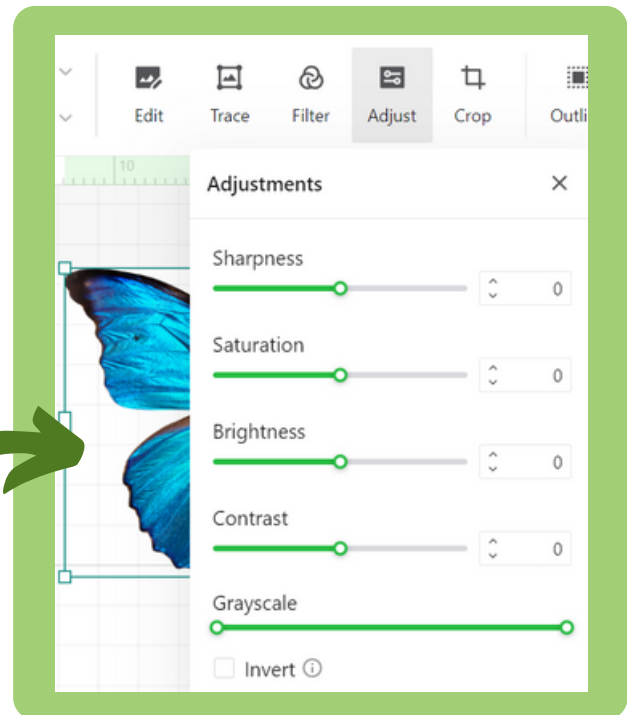 Edit Trace Filter Adjust Crop Outli
10
Adjustments
Sharpness
0
Saturation
0
Brightness
0
Contrast
0
Grayscale
Invert